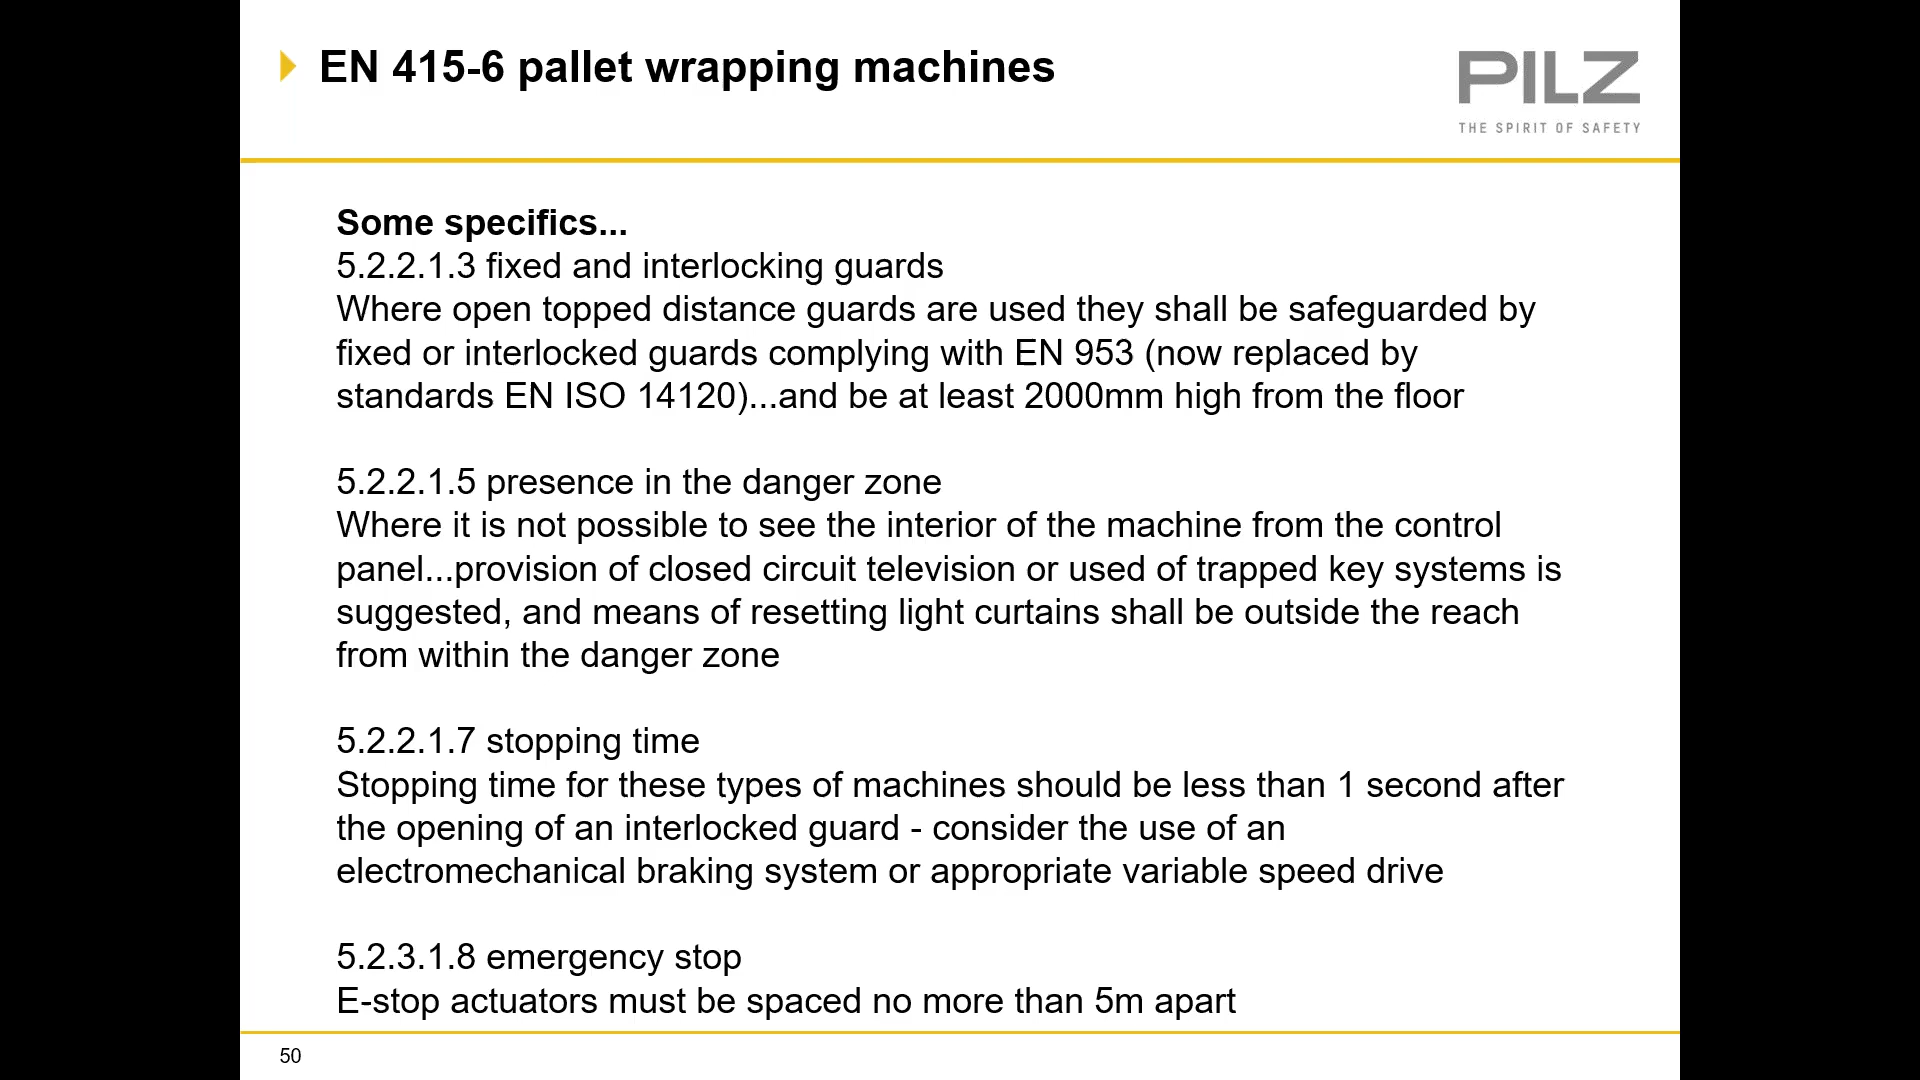 EN 415-6 pallet wrapping machines
PILZ
THE SPIRIT OF SAFETY
Some specifics...
5.2.2.1.3 fixed and interlocking guards
Where open topped distance guards are used they shall be safeguarded by
fixed or interlocked guards complying with EN 953 (now replaced by
standards EN ISO 14120)...and be at least 2000mm high from the floor
5.2.2.1.5 presence in the danger zone
Where it is not possible to see the interior of the machine from the control
panel...provision of closed circuit television or used of trapped key systems is
suggested, and means of resetting light curtains shall be outside the reach
from within the danger zone
5.2.2.1.7 stopping time
Stopping time for these types of machines should be less than 1 second after
the opening of an interlocked guard - consider the use of an
electromechanical braking system or appropriate variable speed drive
5.2.3.1.8 emergency stop
E-stop actuators must be spaced no more than 5m apart
50